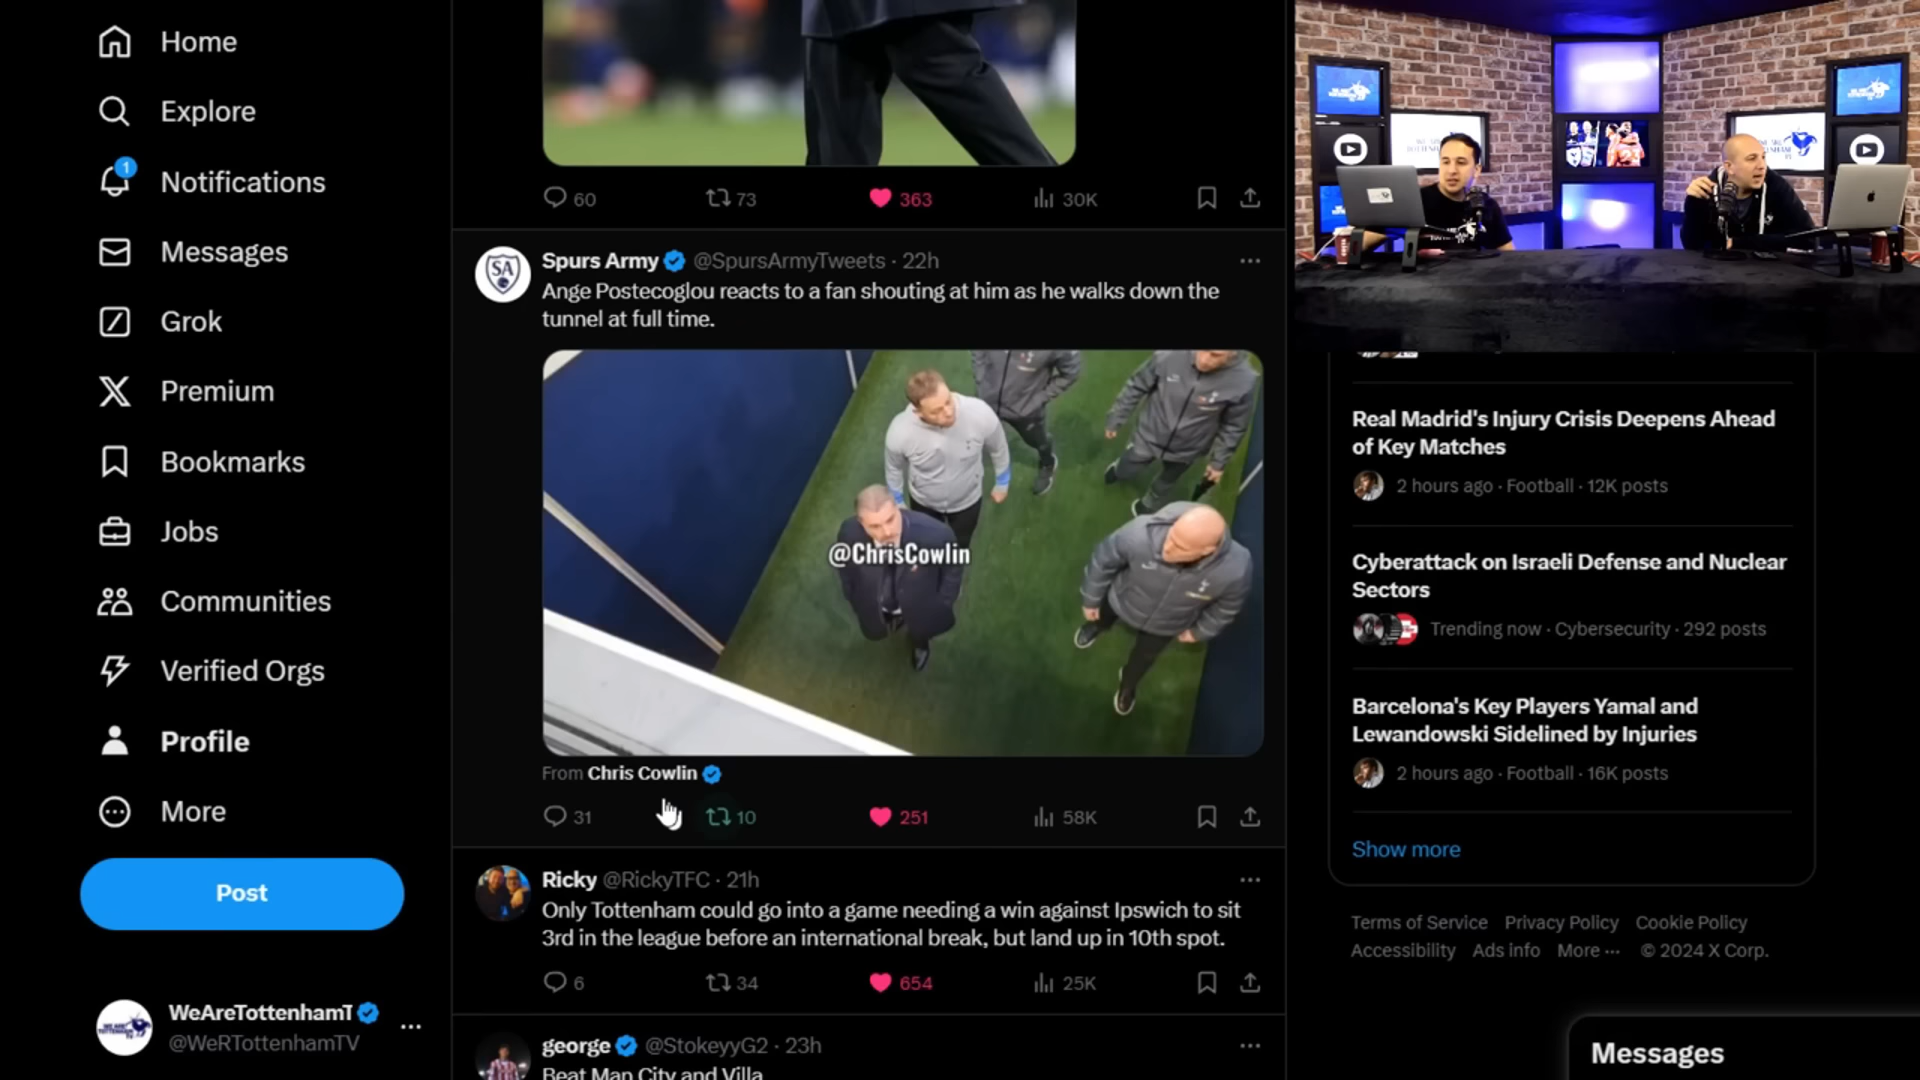 Home
Explore
1
Notifications
Messages
Grok
Premium
Bookmarks
Jobs
Communities
Verified Orgs
Profile
More
Post
WeAreTottenhamT
@WeRTottenhamTV
60
73
363
30K
SA
Spurs Army @SpursArmyTweets · 22h
Ange Postecoglou reacts to a fan shouting at him as he walks down the
tunnel at full time.
@ChrisCowlin
From Chris Cowlin
31
10
251
58K
Ricky @RickyTFC · 21h
Only Tottenham could go into a game needing a win against Ipswich to sit
3rd in the league before an international break, but land up in 10th spot.
6
34
654
25K
george @StokeyyG2 · 23h
Beat Man City and Villa
Real Madrid's Injury Crisis Deepens Ahead
of Key Matches
2 hours ago · Football · 12K posts
Cyberattack on Israeli Defense and Nuclear
Sectors
Trending now · Cybersecurity · 292 posts
Barcelona's Key Players Yamal and
Lewandowski Sidelined by Injuries
2 hours ago · Football · 16K posts
Show more
Terms of Service Privacy Policy Cookie Policy
Accessibility Ads info More ··· © 2024 X Corp.
Messages